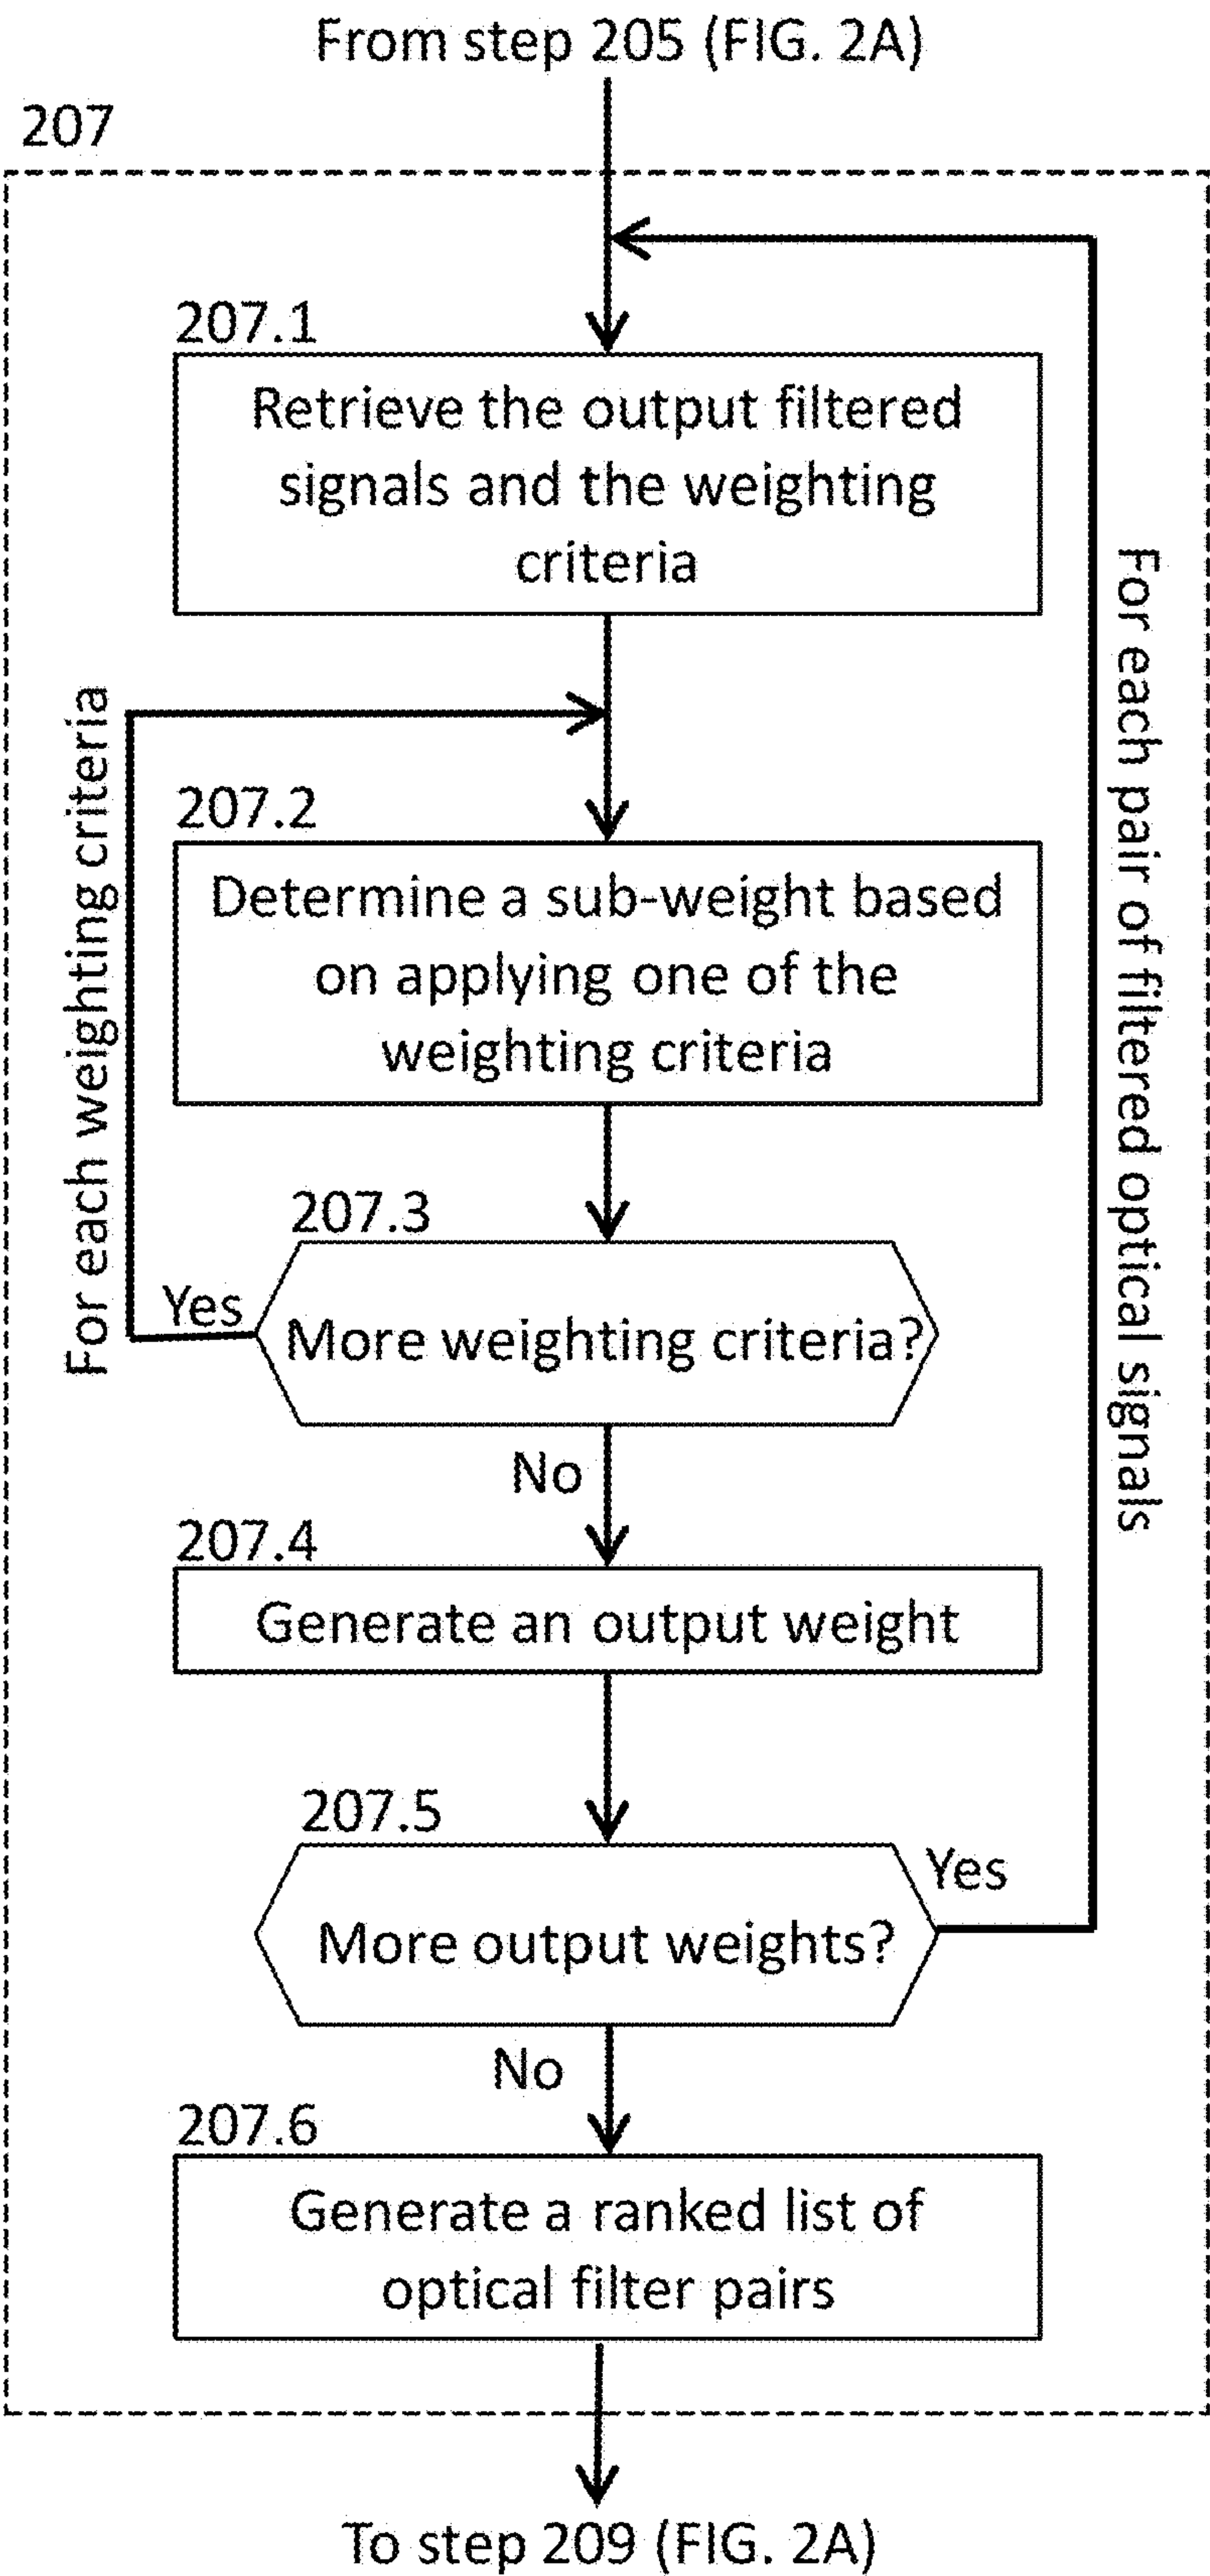 From step 205 (FIG. 2A)
207
207.1
Retrieve the output filtered
signals and the weighting
criteria
For each weighting criteria
207.2
Determine a sub-weight based
on applying one of the
weighting criteria
For each pair of filtered optical signals
207.3
Yes
More weighting criteria?
No
207.4
Generate an output weight
207.5
Yes
More output weights?
No
207.6
Generate a ranked list of
optical filter pairs
To step 209 (FIG. 2A)